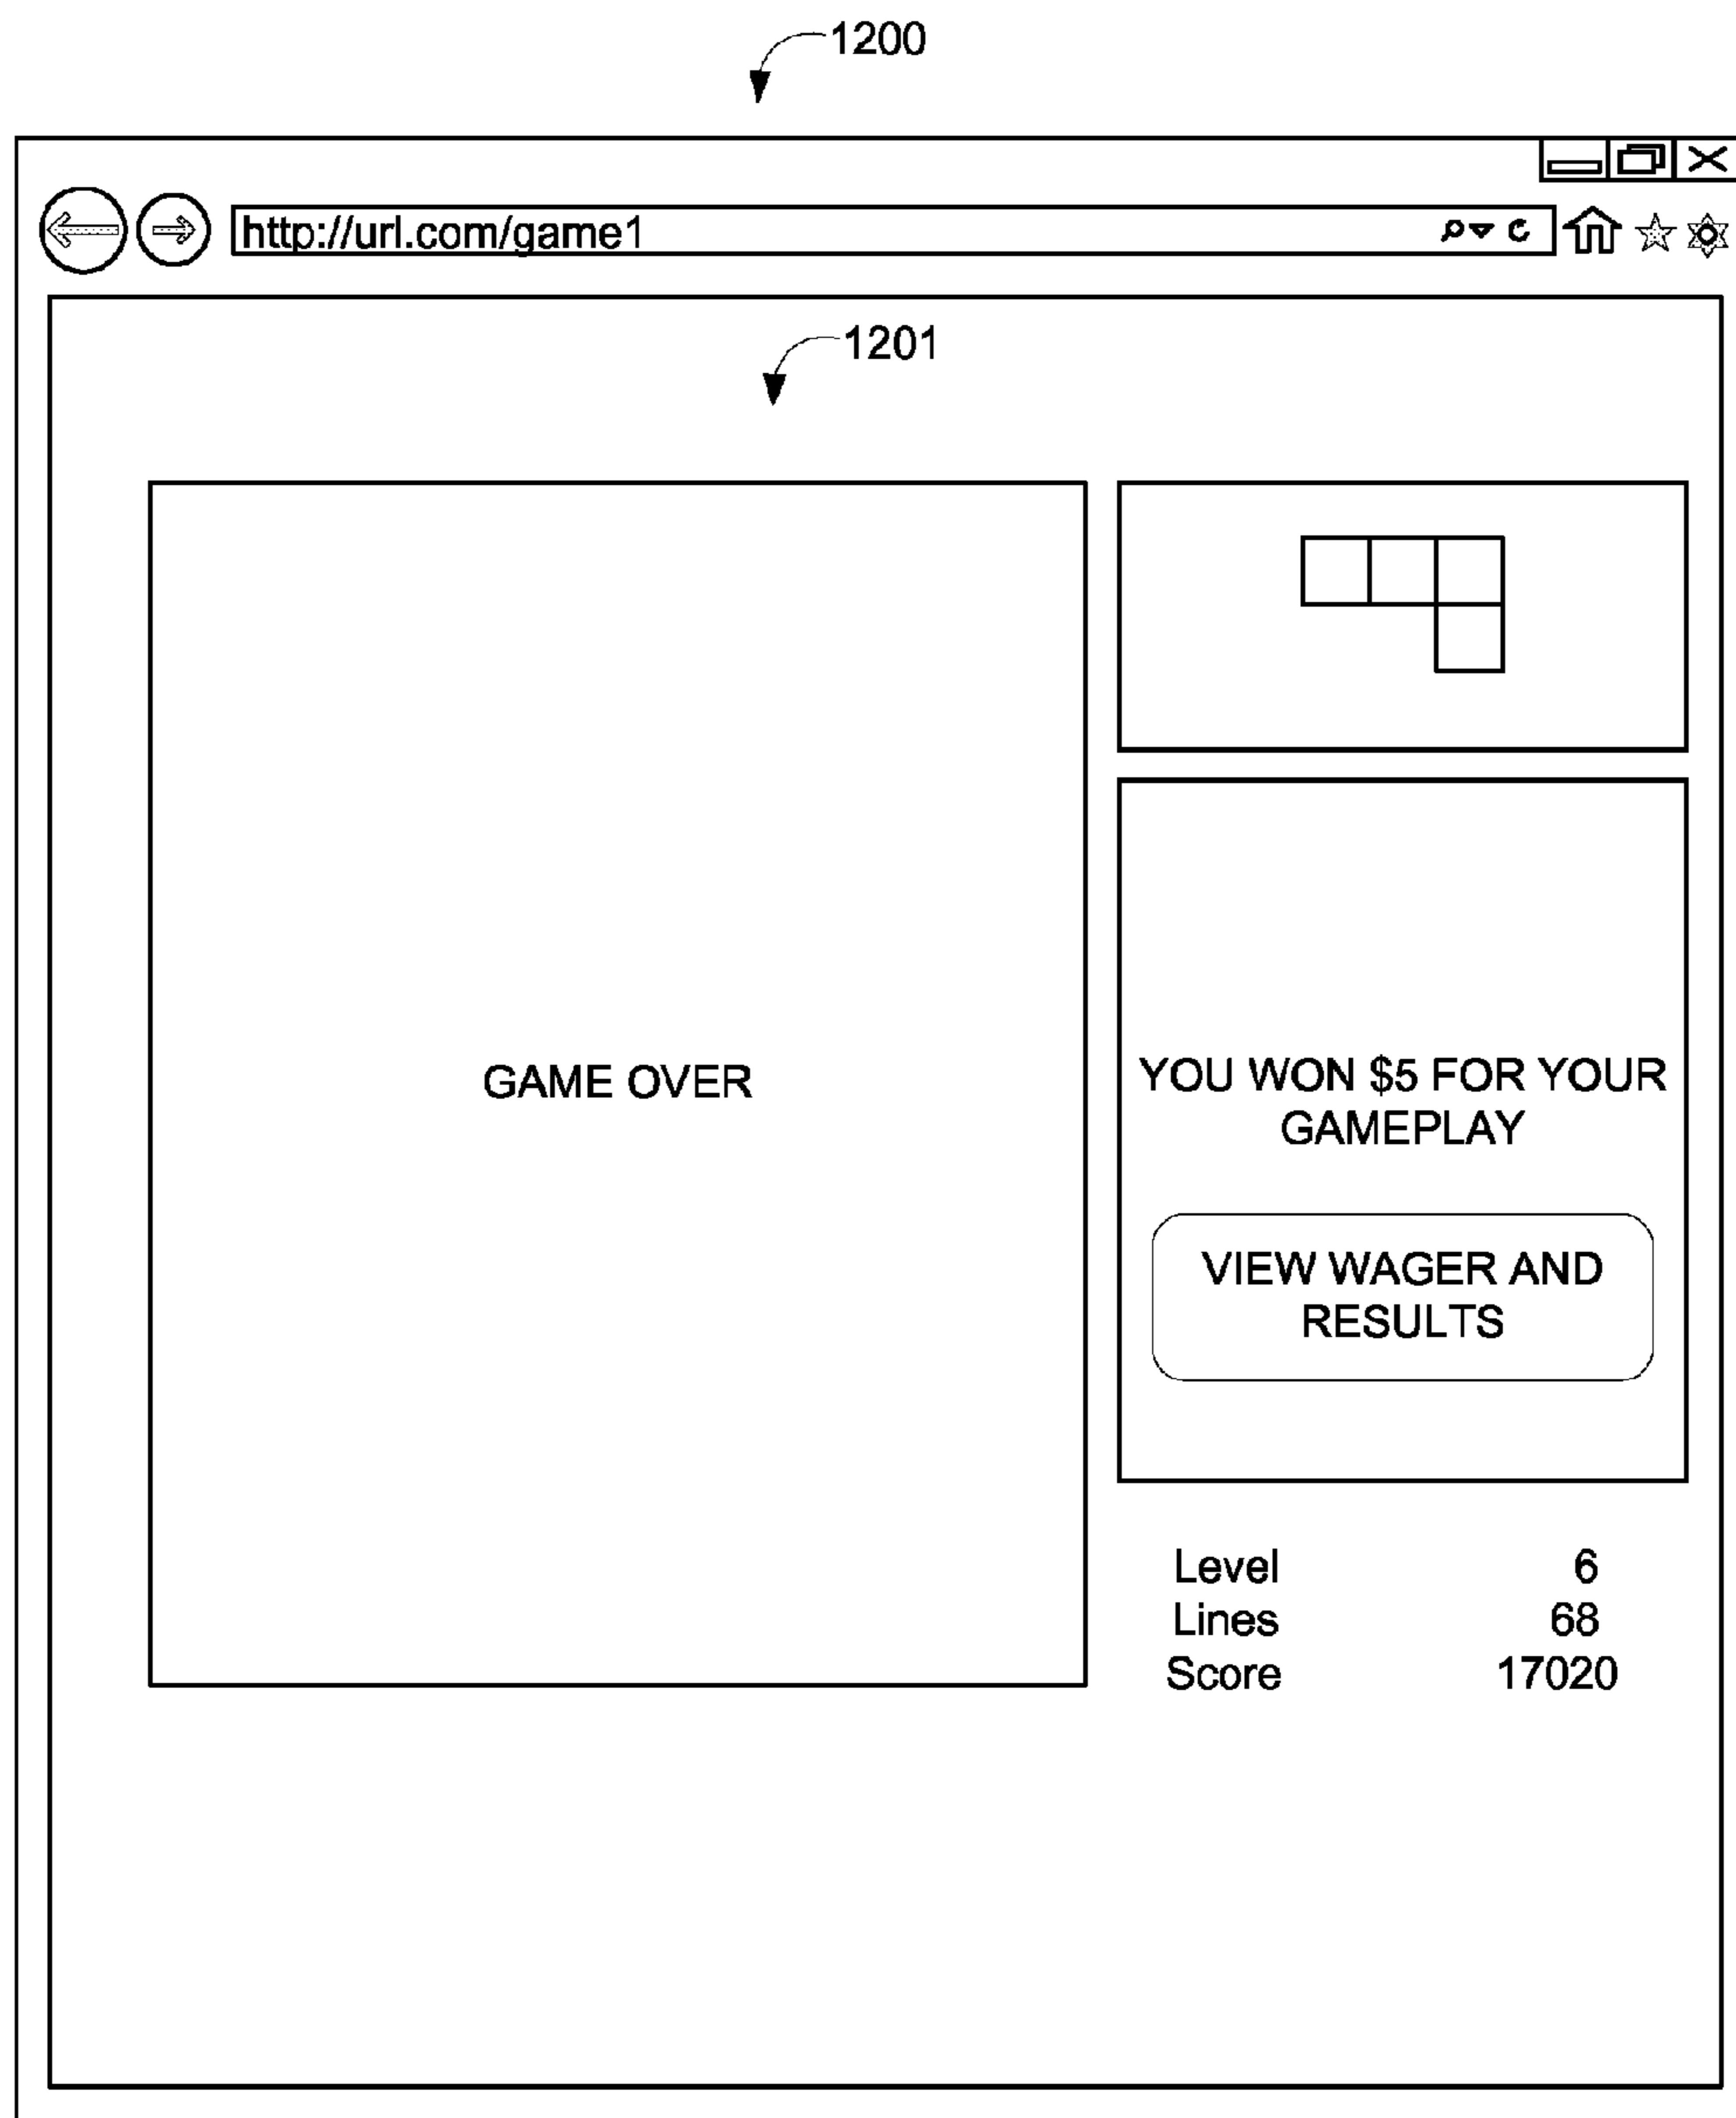 1200
http://url.com/game1
1201
GAME OVER
YOU WON $5 FOR YOUR
GAMEPLAY
VIEW WAGER AND
RESULTS
Level 6
Lines 68
Score 17020